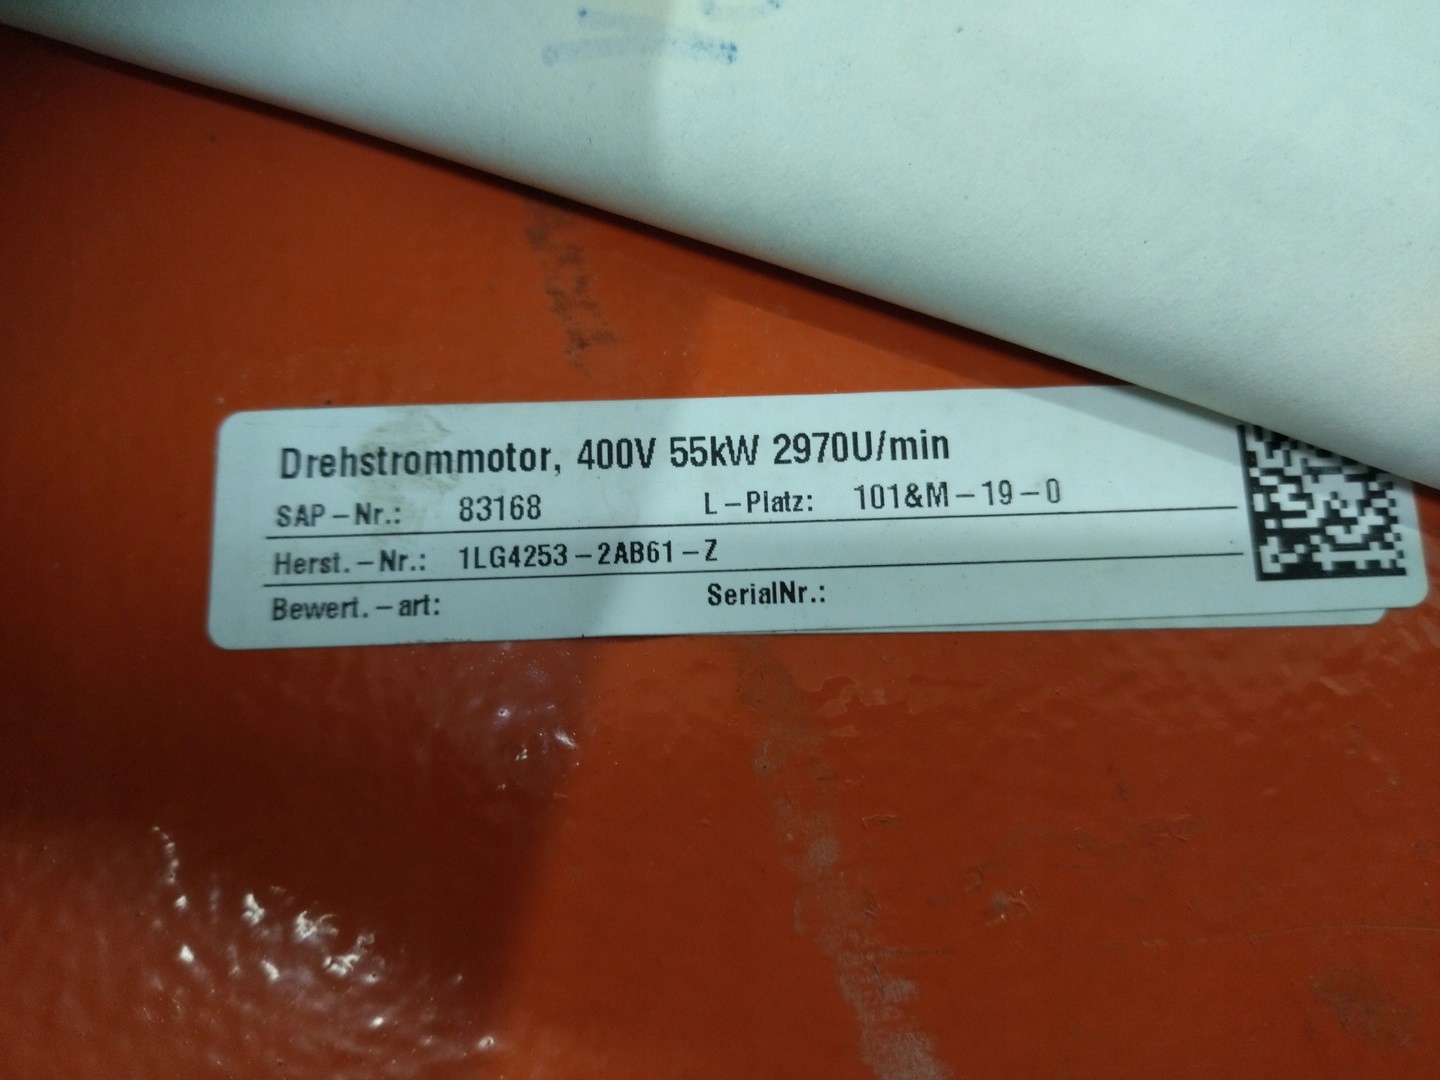 Drehstrommotor, 400V 55kW 2970U/min
SAP-Nr.: 83168 L-Platz: 101&M-19-0
Herst.-Nr.: 1LG4253-2AB61-Z
Bewert.-art: SerialNr.: